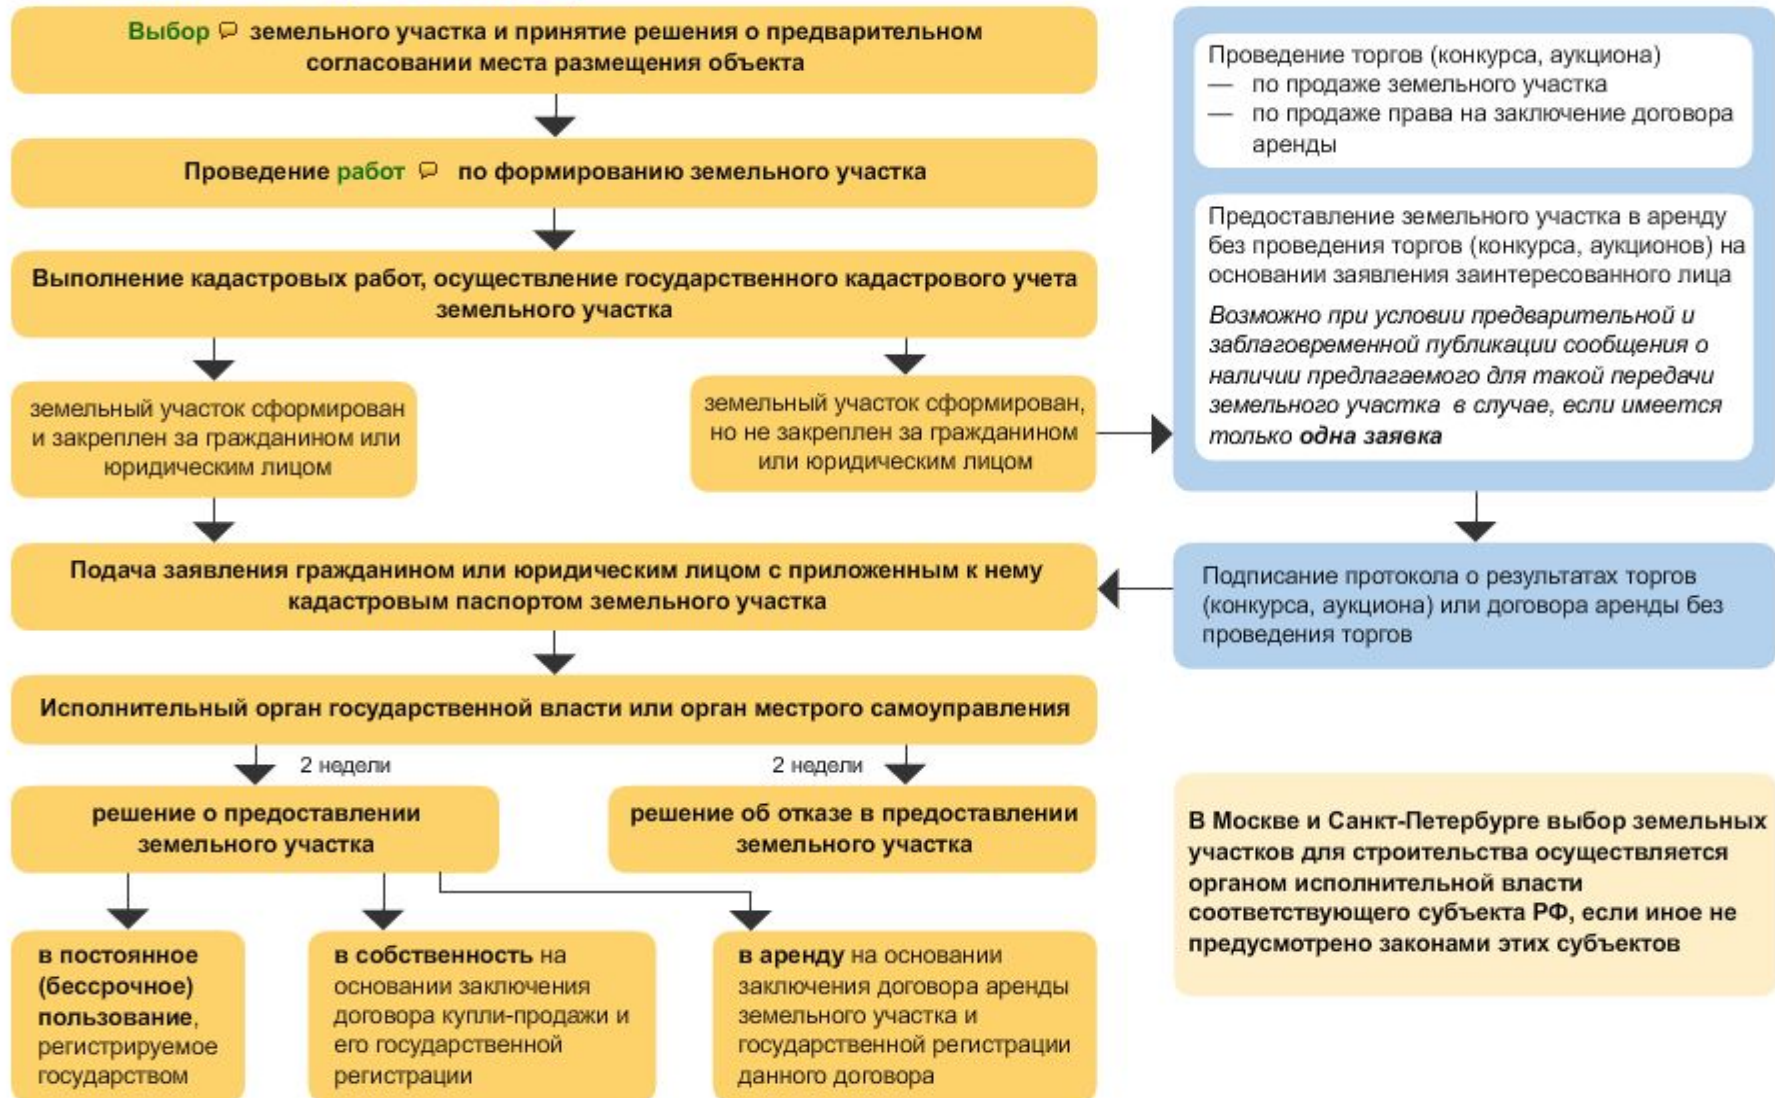 Выбор земельного участка и принятие решения о предварительном
согласовании места размещения объекта
Проведение работ по формированию земельного участка
Выполнение кадастровых работ, осуществление государственного кадастрового учета
земельного участка
земельный участок сформирован
и закреплен за гражданином или
юридическим лицом
земельный участок сформирован,
но не закреплен за гражданином
или юридическим лицом
Проведение торгов (конкурса, аукциона)
— по продаже земельного участка
— по продаже права на заключение договора
аренды
Предоставление земельного участка в аренду
без проведения торгов (конкурса, аукционов) на
основании заявления заинтересованного лица
Возможно при условии предварительной и
заблаговременной публикации сообщения о
наличии предлагаемого для такой передачи
земельного участка в случае, если имеется
только одна заявка
Подписание протокола о результатах торгов
(конкурса, аукциона) или договора аренды без
проведения торгов
Подача заявления гражданином или юридическим лицом с приложенным к нему
кадастровым паспортом земельного участка
Исполнительный орган государственной власти или орган местрого самоуправления
2 недели
2 недели
решение о предоставлении
земельного участка
решение об отказе в предоставлении
земельного участка
в постоянное
(бессрочное)
пользование,
регистрируемое
государством
в собственность на
основании заключения
договора купли-продажи и
его государственной
регистрации
в аренду на основании
заключения договора аренды
земельного участка и
государственной регистрации
данного договора
В Москве и Санкт-Петербурге выбор земельных
участков для строительства осуществляется
органом исполнительной власти
соответствующего субъекта РФ, если иное не
предусмотрено законами этих субъектов